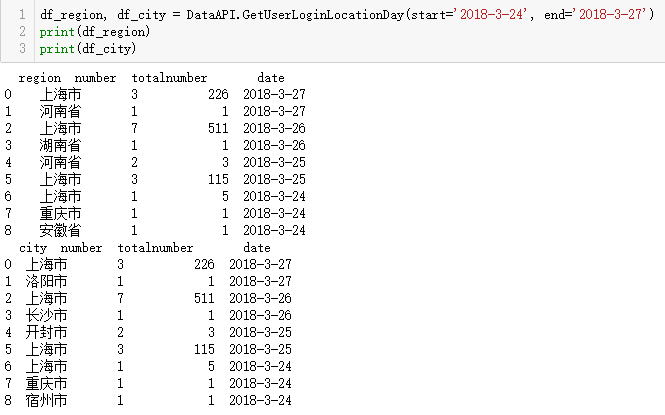 1 df_region, df_city = DataAPI.GetUserLoginLocationDay(start='2018-3-24', end='2018-3-27')
2 print(df_region)
3 print(df_city)
region number totalnumber date
0 上海市 3 226 2018-3-27
1 河南省 1 1 2018-3-27
2 上海市 7 511 2018-3-26
3 湖南省 1 1 2018-3-26
4 河南省 2 3 2018-3-25
5 上海市 3 115 2018-3-25
6 上海市 1 5 2018-3-24
7 重庆市 1 1 2018-3-24
8 安徽省 1 1 2018-3-24
city number totalnumber date
0 上海市 3 226 2018-3-27
1 洛阳市 1 1 2018-3-27
2 上海市 7 511 2018-3-26
3 长沙市 1 1 2018-3-26
4 开封市 2 3 2018-3-25
5 上海市 3 115 2018-3-25
6 上海市 1 5 2018-3-24
7 重庆市 1 1 2018-3-24
8 宿州市 1 1 2018-3-24